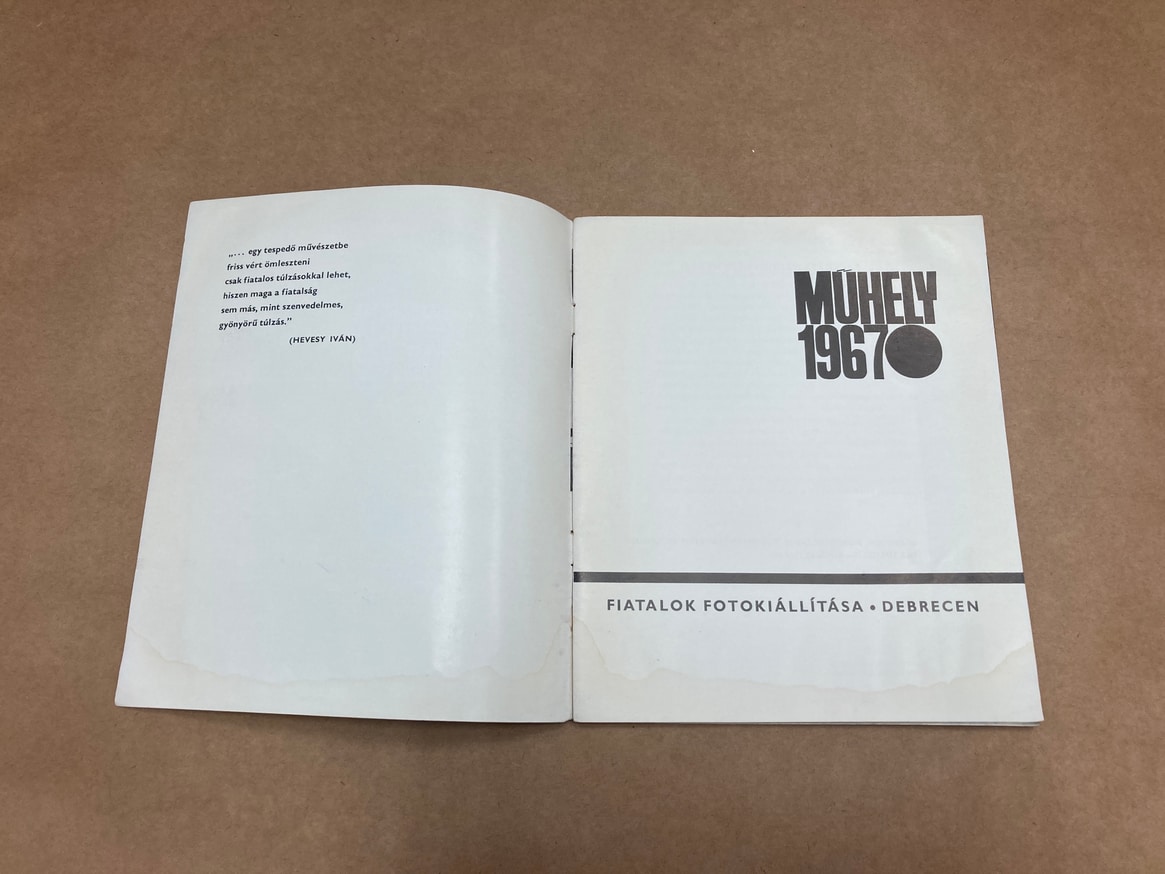 „... egy tespedő művészetbe
friss vért ömleszteni
csak fiatalos túlzásokkal lehet,
hiszen maga a fiatalság
sem más, mint szenvedelmes,
gyönyörű túlzás.”
(HEVESY IVÁN)
MŰHELY
1967
FIATALOK FOTOKIÁLLÍTÁSA • DEBRECEN